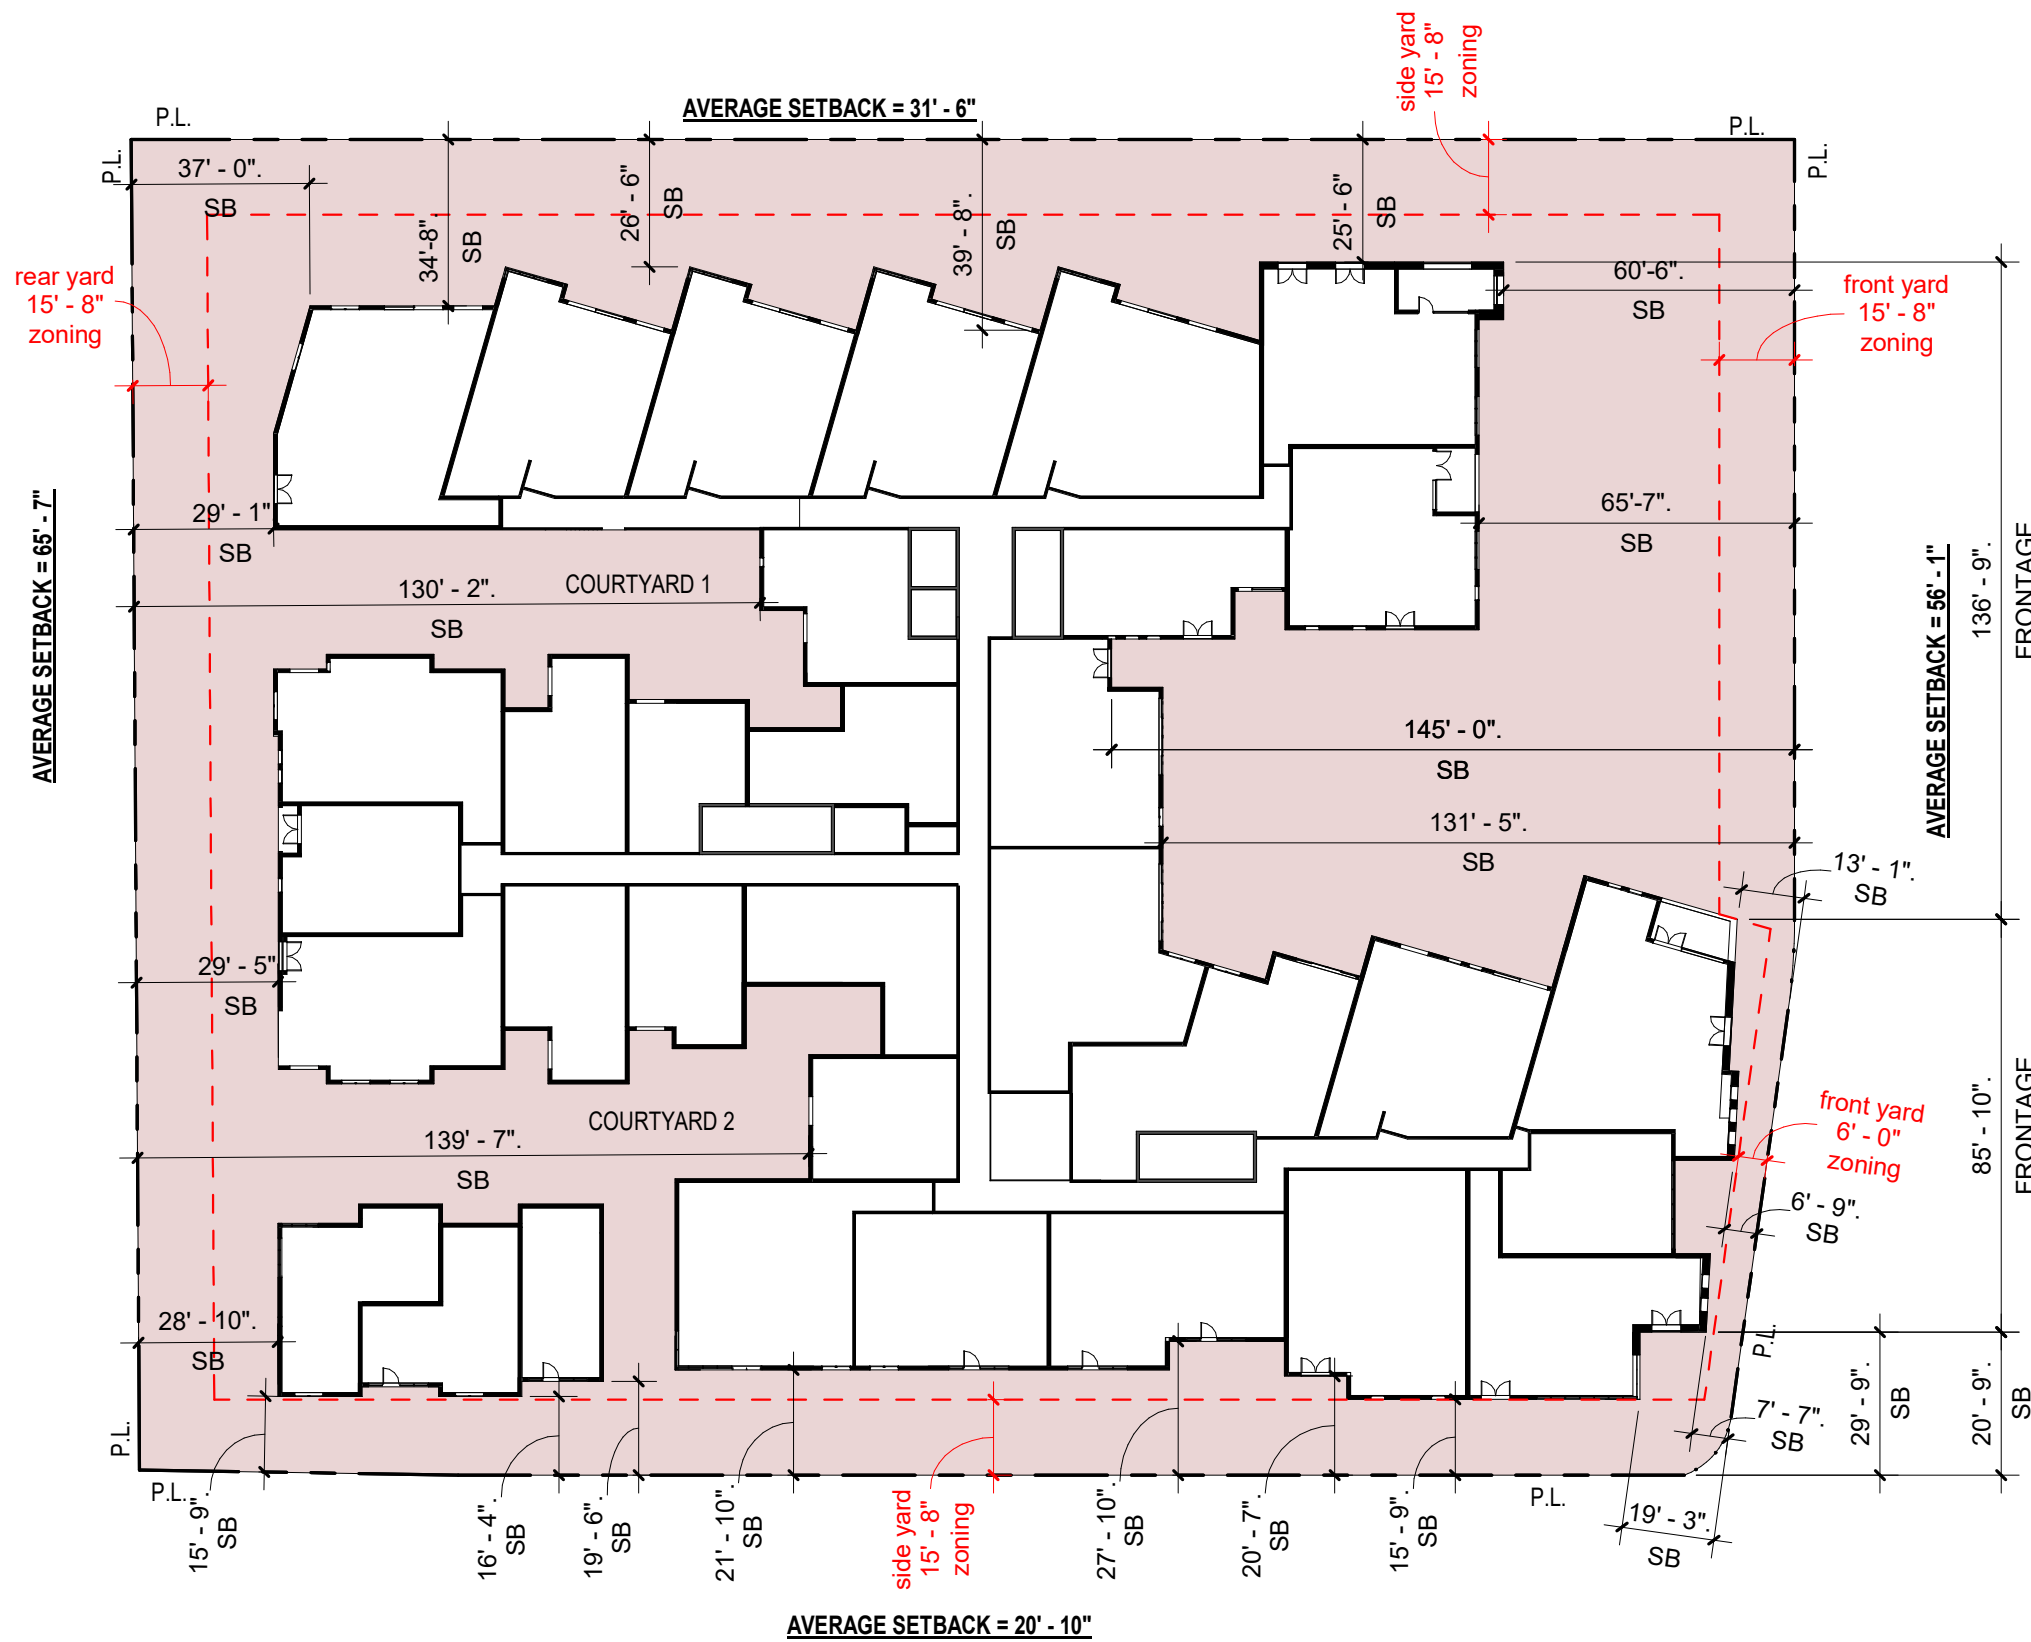 side yard
15' - 8"
zoning
AVERAGE SETBACK = 31' - 6"
P.L.
P.L.
P.L.
P.L.
37' - 0".
SB
34'-8".
SB
26' - 6"
SB
39' - 8".
SB
25' - 6"
SB
60'-6".
SB
rear yard
15' - 8"
zoning
front yard
15' - 8"
zoning
29' - 1"
SB
65'-7".
SB
AVERAGE SETBACK = 65' - 7"
AVERAGE SETBACK = 56' - 1"
136' - 9".
FRONTAGE
130' - 2".
SB
COURTYARD 1
145' - 0".
SB
131' - 5".
SB
13' - 1".
SB
29' - 5"
SB
139' - 7".
SB
COURTYARD 2
front yard
6' - 0"
zoning
85' - 10".
FRONTAGE
6' - 9".
SB
28' - 10".
SB
P.L.
7' - 7".
SB
29' - 9".
SB
20' - 9".
SB
P.L.
P.L.
P.L.
15' - 9".
SB
16' - 4".
SB
19' - 6".
SB
21' - 10".
SB
side yard
15' - 8"
zoning
27' - 10".
SB
20' - 7".
SB
15' - 9".
SB
19' - 3".
SB
AVERAGE SETBACK = 20' - 10"